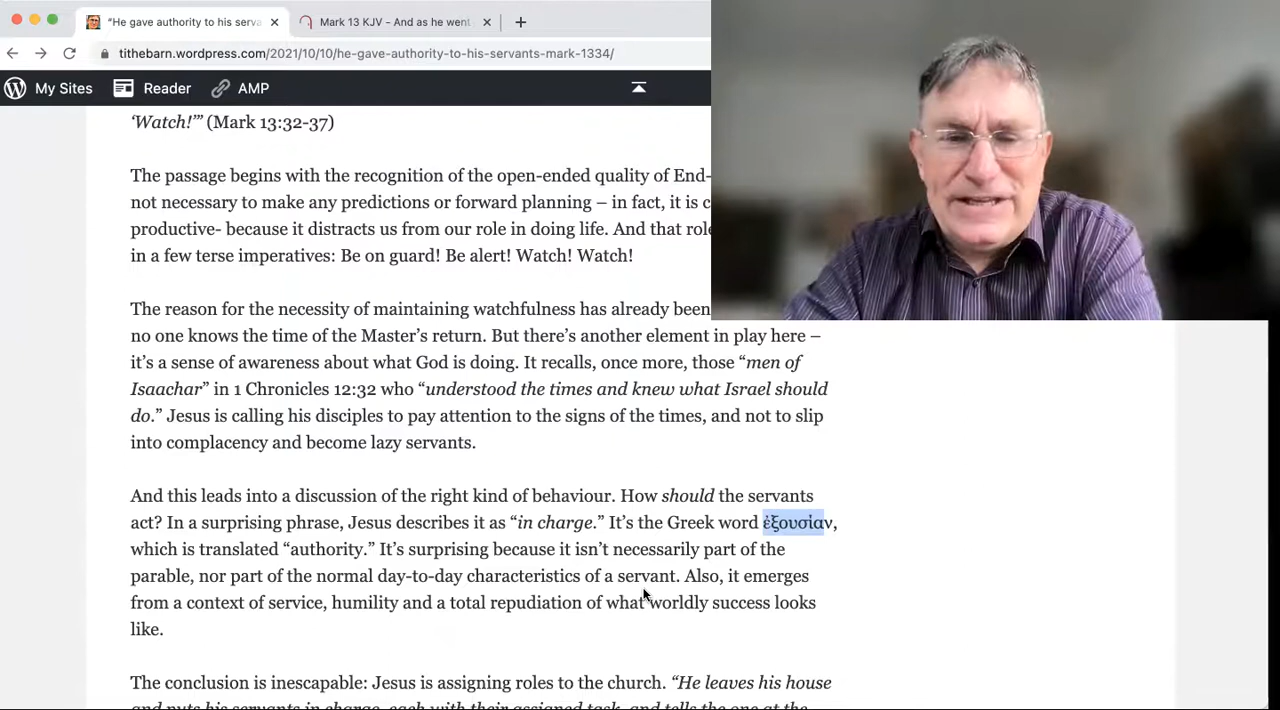 “He gave authority to his serva
Mark 13 KJV - And as he went
tithebarn.wordpress.com/2021/10/10/he-gave-authority-to-his-servants-mark-1334/
My Sites
Reader
AMP
‘Watch!’” (Mark 13:32-37)
The passage begins with the recognition of the open-ended quality of End-
not necessary to make any predictions or forward planning – in fact, it is c
productive- because it distracts us from our role in doing life. And that role
in a few terse imperatives: Be on guard! Be alert! Watch! Watch!
The reason for the necessity of maintaining watchfulness has already been
no one knows the time of the Master’s return. But there’s another element in play here –
it’s a sense of awareness about what God is doing. It recalls, once more, those “men of
Isaachar” in 1 Chronicles 12:32 who “understood the times and knew what Israel should
do.” Jesus is calling his disciples to pay attention to the signs of the times, and not to slip
into complacency and become lazy servants.
And this leads into a discussion of the right kind of behaviour. How should the servants
act? In a surprising phrase, Jesus describes it as “in charge.” It’s the Greek word ἐξουσίαν,
which is translated “authority.” It’s surprising because it isn’t necessarily part of the
parable, nor part of the normal day-to-day characteristics of a servant. Also, it emerges
from a context of service, humility and a total repudiation of what worldly success looks
like.
The conclusion is inescapable: Jesus is assigning roles to the church. “He leaves his house
and puts his servants in charge, each with their assigned task, and tells the one at the